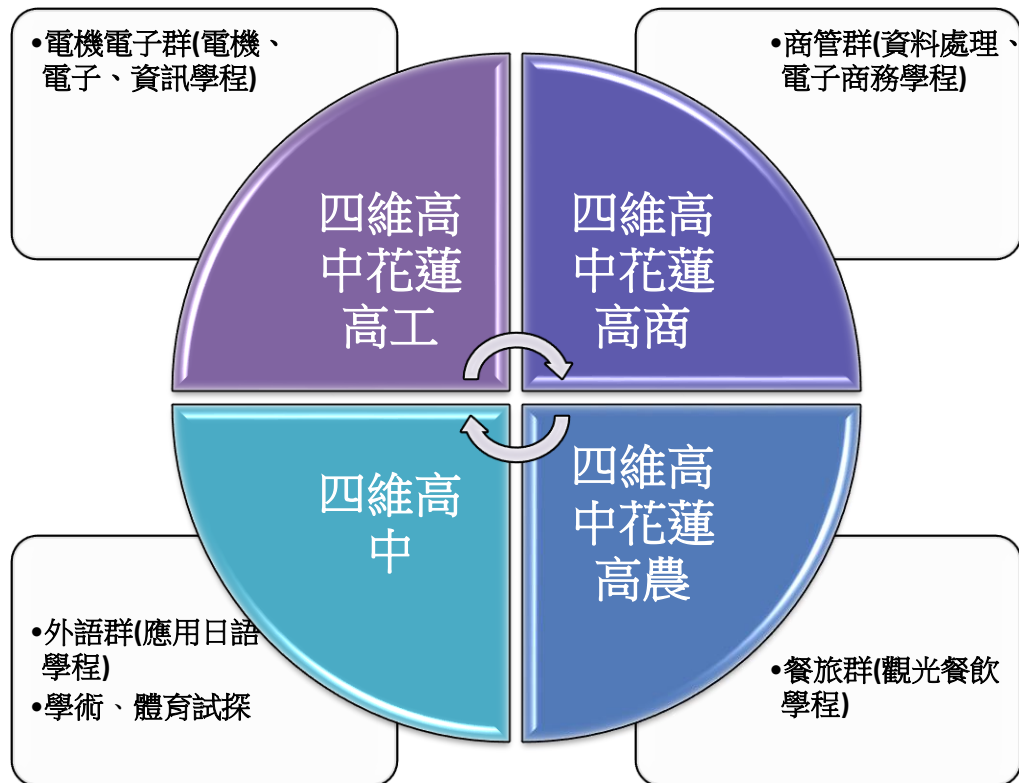 •電機電子群(電機、
電子、資訊學程)
•商管群(資料處理、
電子商務學程)
四維高
中花蓮
高工
四維高
中花蓮
高商
四維高
中
四維高
中花蓮
高農
•外語群(應用日語
學程)
•學術、體育試探
•餐旅群(觀光餐飲
學程)